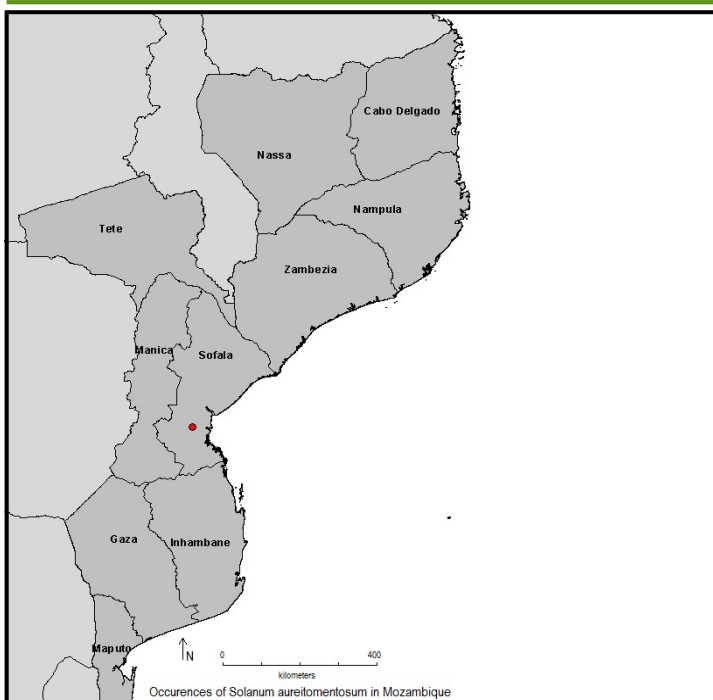 Cabo Delgado
Nassa
Nampula
Tete
Zambezia
Manica
Sofala
Gaza
Inhambane
Maputo
N
0
400
kilometers
Occurences of Solanum aureitomentosum in Mozambique